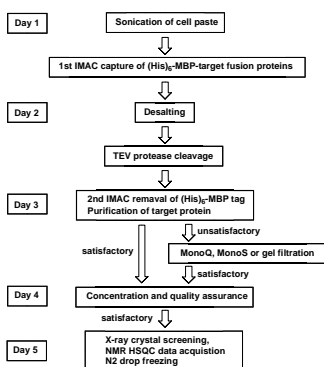 Day 1
Sonication of cell paste
1st IMAC capture of (His)6-MBP-target fusion proteins
Day 2
Desalting
TEV protease cleavage
Day 3
2nd IMAC removal of (His)6-MBP tag
Purification of target protein
unsatisfactory
satisfactory
MonoQ, MonoS or gel filtration
satisfactory
Day 4
Concentration and quality assurance
satisfactory
Day 5
X-ray crystal screening,
NMR HSQC data acquistion
N2 drop freezing